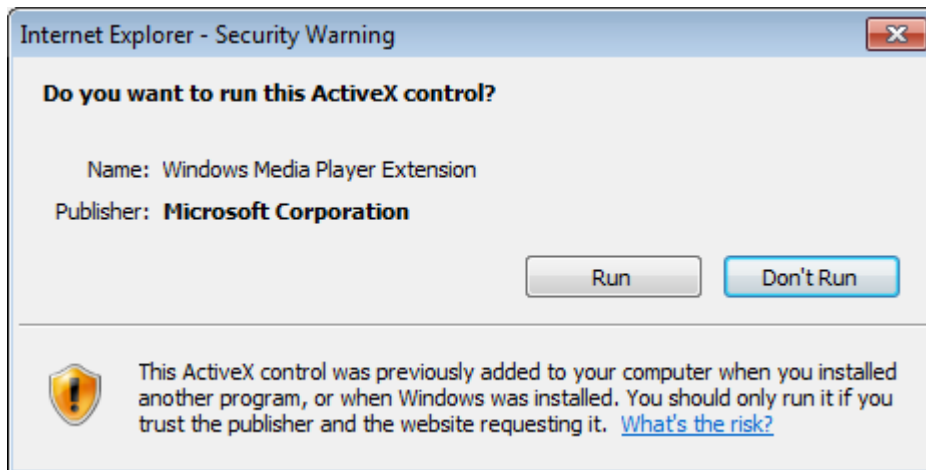 Internet Explorer - Security Warning
Do you want to run this ActiveX control?
Name: Windows Media Player Extension
Publisher: Microsoft Corporation
Run Don't Run
This ActiveX control was previously added to your computer when you installed
another program, or when Windows was installed. You should only run it if you
trust the publisher and the website requesting it. What's the risk?